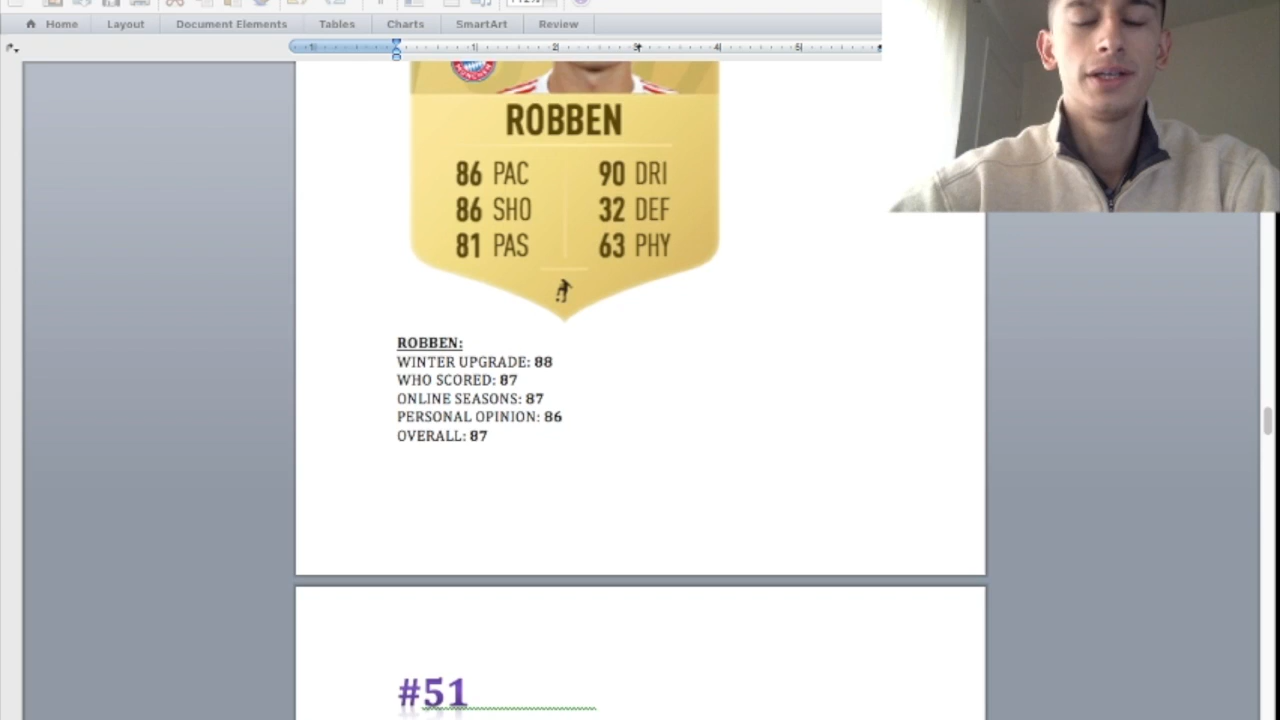 Home Layout Document Elements Tables Charts SmartArt Review
MÜNCHEN
ROBBEN
86 PAC 90 DRI
86 SHO 32 DEF
81 PAS 63 PHY
ROBBEN:
WINTER UPGRADE: 88
WHO SCORED: 87
ONLINE SEASONS: 87
PERSONAL OPINION: 86
OVERALL: 87
#51